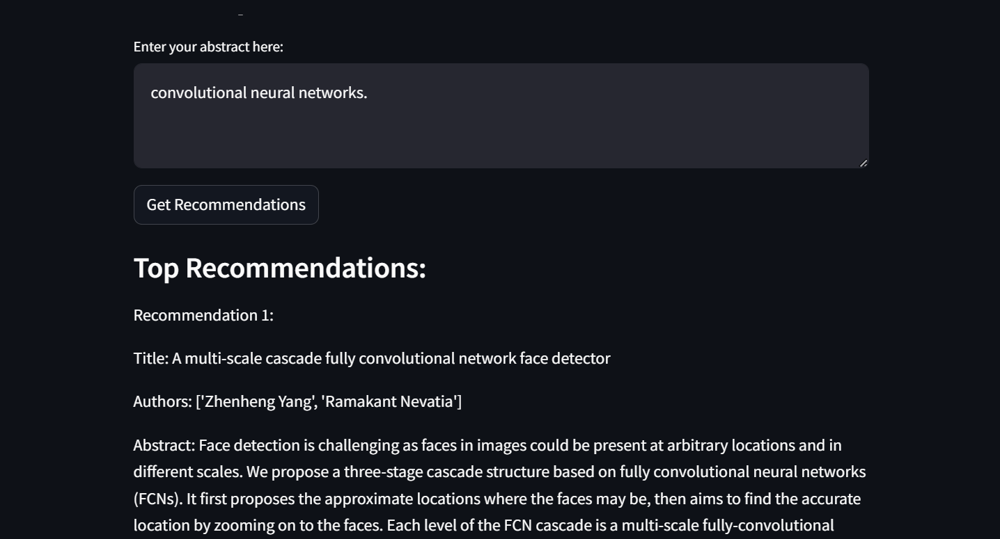 Enter your abstract here:
convolutional neural networks.
Get Recommendations
Top Recommendations:
Recommendation 1:
Title: A multi-scale cascade fully convolutional network face detector
Authors: ['Zhenheng Yang', 'Ramakant Nevatia']
Abstract: Face detection is challenging as faces in images could be present at arbitrary locations and in
different scales. We propose a three-stage cascade structure based on fully convolutional neural networks
(FCNs). It first proposes the approximate locations where the faces may be, then aims to find the accurate
location by zooming on to the faces. Each level of the FCN cascade is a multi-scale fully-convolutional